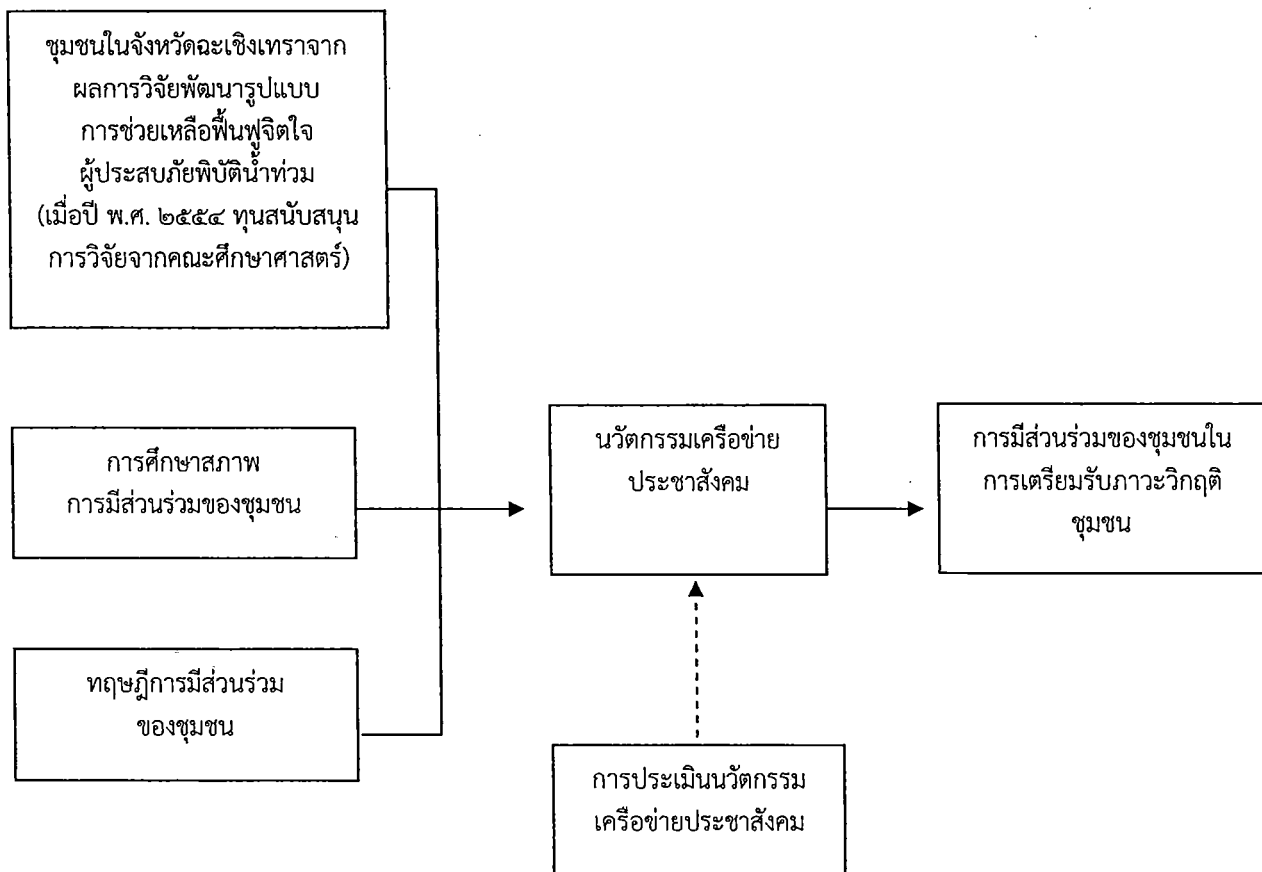 ชุมชนในจังหวัดฉะเชิงเทราจาก
ผลการวิจัยพัฒนารูปแบบ
การช่วยเหลือฟื้นฟูจิตใจ
ผู้ประสบภัยพิบัติน้ำท่วม
(เมื่อปี พ.ศ. ๒๕๕๔ ทุนสนับสนุน
การวิจัยจากคณะศึกษาศาสตร์)
การศึกษาสภาพ
การมีส่วนร่วมของชุมชน
ทฤษฎีการมีส่วนร่วม
ของชุมชน
นวัตกรรมเครือข่าย
ประชาสังคม
การประเมินนวัตกรรม
เครือข่ายประชาสังคม
การมีส่วนร่วมของชุมชนใน
การเตรียมรับภาวะวิกฤติ
ชุมชน